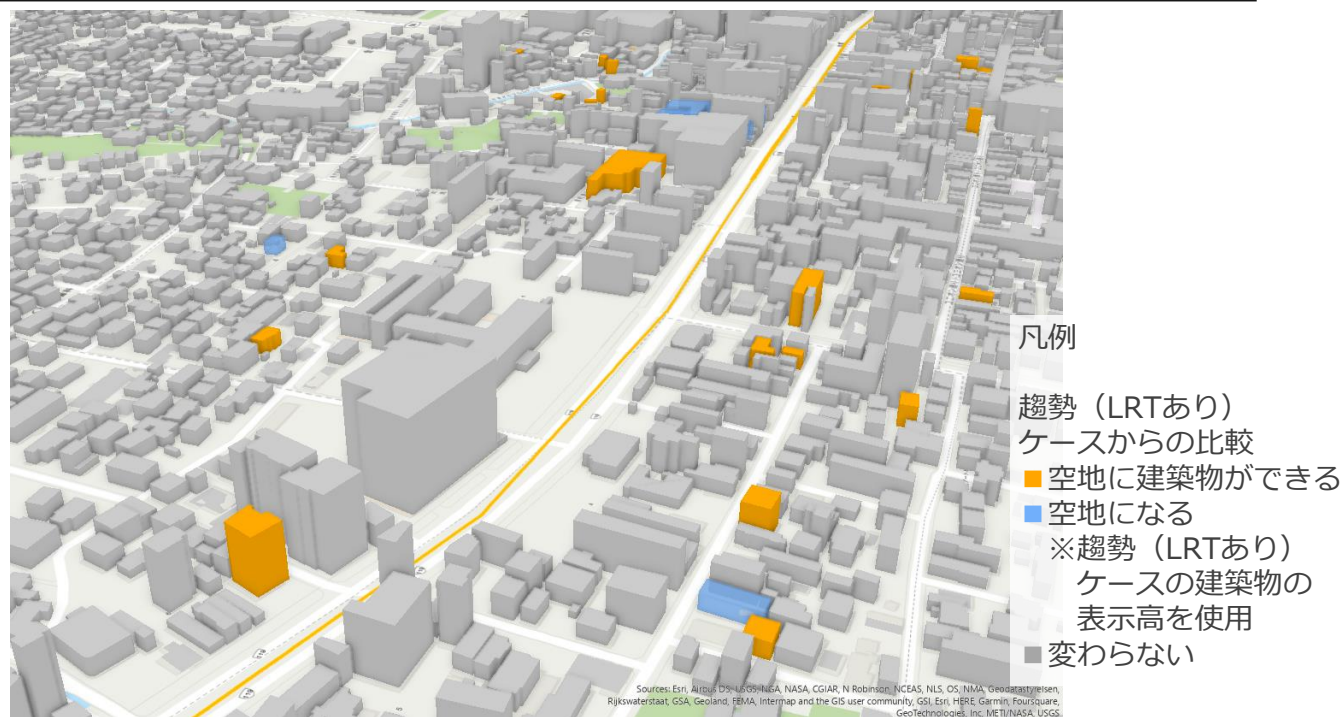 凡例
趨勢（LRTあり）
ケースからの比較
空地に建築物ができる
空地になる
※趨勢（LRTあり）
ケースの建築物の
表示高を使用
変わらない
Sources: Esri, Airbus DS, USGS, NGA, NASA, CGIAR, N Robinson, NCEAS, NLS, OS, NMA, Geodatastyrelsen,
Rijkswaterstaat, GSA, Geoland, FEMA, Intermap and the GIS user community, GSI, Esri, HERE, Garmin, Foursquare,
GeoTechnologies, Inc, METI/NASA, USGS